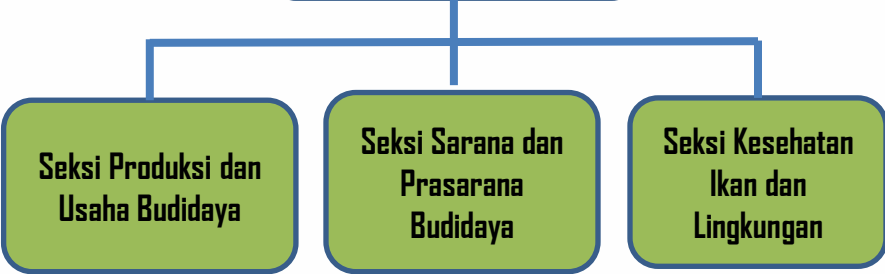 Seksi Produksi dan
Usaha Budidaya
Seksi Sarana dan
Prasarana
Budidaya
Seksi Kesehatan
Ikan dan
Lingkungan